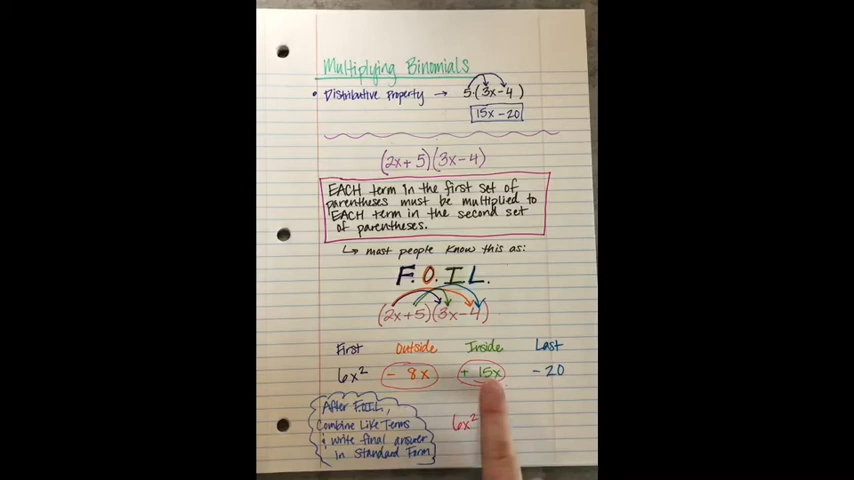 Multiplying Binomials
• Distributive Property → 5·(3x-4)
15x - 20
(2x+5)(3x-4)
EACH term in the first set of
parentheses must be multiplied to
EACH term in the second set
of parentheses.
↳ most people know this as:
F.O.I.L.
(2x+5)(3x-4)
First Outside Inside Last
6x² - 8x + 15x - 20
After F.O.I.L.,
Combine Like Terms
& write final answer
in Standard Form
6x²